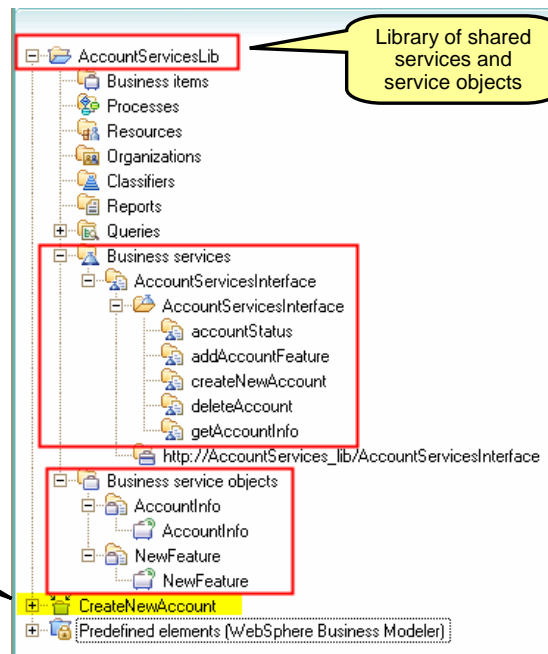 Library of shared
services and
service objects
AccountServicesLib
Business items
Processes
Resources
Organizations
Classifiers
Reports
Queries
Business services
AccountServicesInterface
AccountServicesInterface
accountStatus
addAccountFeature
createNewAccount
deleteAccount
getAccountInfo
http://AccountServices_lib/AccountServicesInterface
Business service objects
AccountInfo
AccountInfo
NewFeature
NewFeature
CreateNewAccount
Predefined elements (WebSphere Business Modeler)